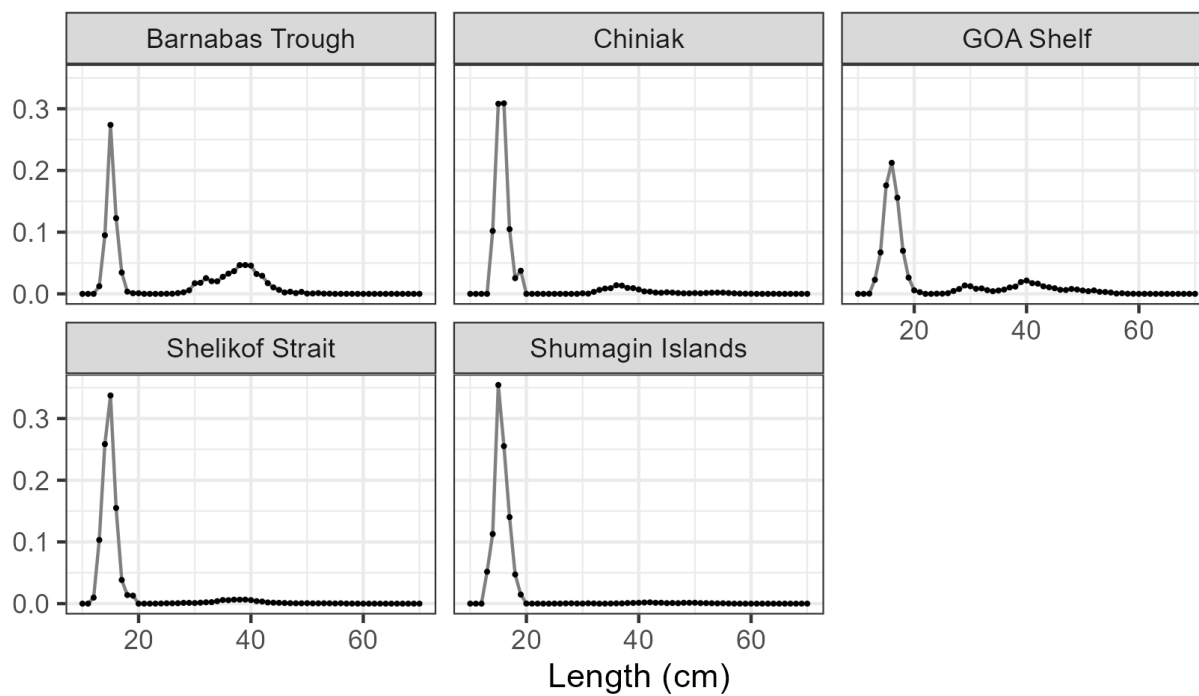 Barnabas Trough
Chiniak
GOA Shelf
0.3
0.2
0.1
0.0
20
40
60
Shelikof Strait
Shumagin Islands
0.3
0.2
0.1
0.0
20
40
60
20
40
60
Length (cm)